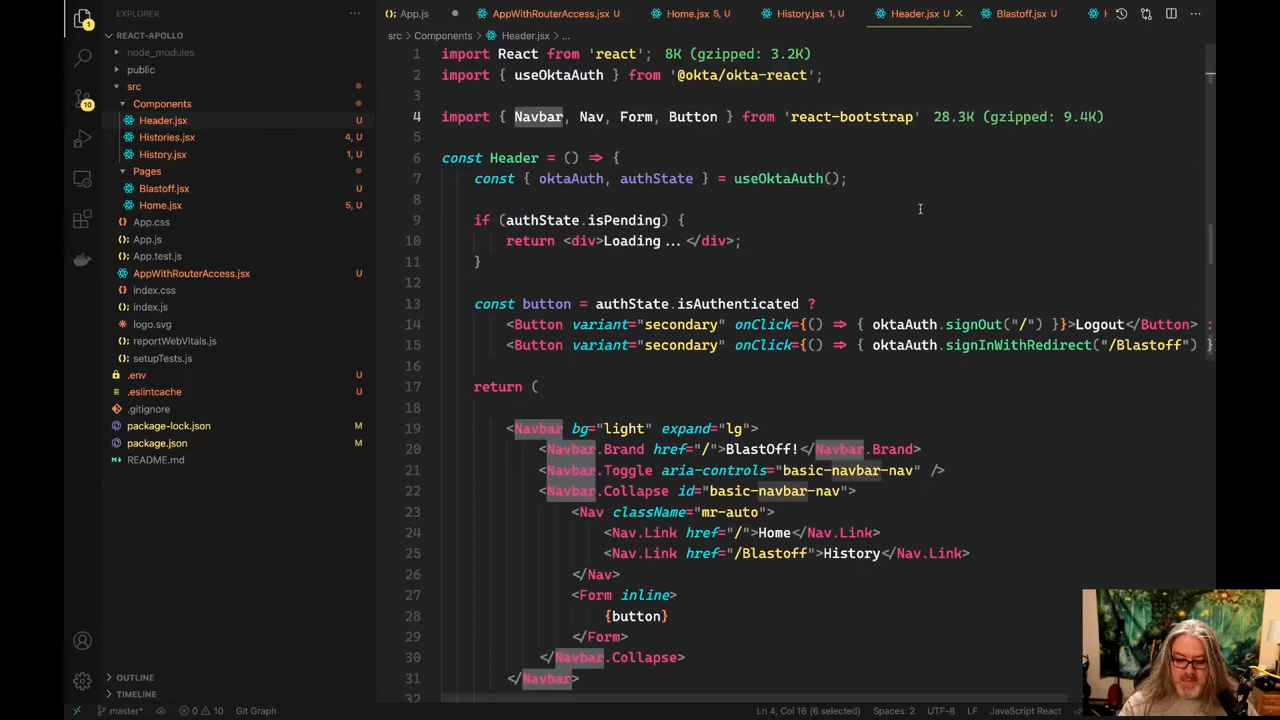 1
EXPLORER
...
App.js
AppWithRouterAccess.jsx U
Home.jsx 5, U
History.jsx 1, U
Header.jsx U
Blastoff.jsx U
REACT-APOLLO
src > Components > Header.jsx > ...
node_modules
public
src
Components
Header.jsx U
Histories.jsx 4, U
History.jsx 1, U
Pages
Blastoff.jsx U
Home.jsx 5, U
App.css
App.js
App.test.js
AppWithRouterAccess.jsx U
index.css
index.js
logo.svg
reportWebVitals.js
setupTests.js
.env U
.eslintcache U
.gitignore
package-lock.json M
package.json M
README.md
10
OUTLINE
TIMELINE
1 import React from 'react'; 8K (gzipped: 3.2K)
2 import { useOktaAuth } from '@okta/okta-react';
3
4 import { Navbar, Nav, Form, Button } from 'react-bootstrap' 28.3K (gzipped: 9.4K)
5
6 const Header = () => {
7 const { oktaAuth, authState } = useOktaAuth();
8
9 if (authState.isPending) {
10 return <div>Loading...</div>;
11 }
12
13 const button = authState.isAuthenticated ?
14 <Button variant="secondary" onClick={() => { oktaAuth.signOut("/") }}>Logout</Button> :
15 <Button variant="secondary" onClick={() => { oktaAuth.signInWithRedirect("/Blastoff") }
16
17 return (
18
19 <Navbar bg="light" expand="lg">
20 <Navbar.Brand href="/">BlastOff!</Navbar.Brand>
21 <Navbar.Toggle aria-controls="basic-navbar-nav" />
22 <Navbar.Collapse id="basic-navbar-nav">
23 <Nav className="mr-auto">
24 <Nav.Link href="/">Home</Nav.Link>
25 <Nav.Link href="/Blastoff">History</Nav.Link>
26 </Nav>
27 <Form inline>
28 {button}
29 </Form>
30 </Navbar.Collapse>
31 </Navbar>
32
master* 0 10 Git Graph
Ln 4, Col 16 (6 selected) Spaces: 2 UTF-8 LF JavaScript React